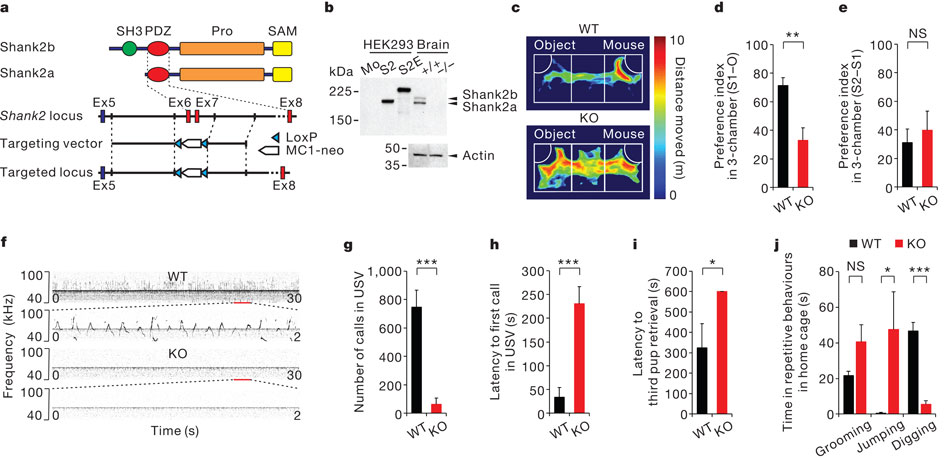 a
SH3 PDZ Pro SAM
Shank2b
Shank2a
Ex5 Ex6 Ex7 Ex8
Shank2 locus
Targeting vector
LoxP
MC1-neo
Targeted locus
Ex5 Ex8
b
HEK293 Brain
Mo S2 S2E +/+ -/-
kDa
225
150
Shank2b
Shank2a
50
35
Actin
c
WT
Object Mouse
KO
Object Mouse
10
Distance moved (m)
0
d
Preference index
in 3-chamber (S1–O)
100
80
60
40
20
0
**
WT
KO
e
Preference index
in 3-chamber (S2–S1)
100
80
60
40
20
0
NS
WT
KO
f
Frequency (kHz)
100
40
WT
0 30
100
40
0 2
100
40
KO
0 30
100
40
0 2
Time (s)
g
Number of calls in USV
1,000
800
600
400
200
0
***
WT
KO
h
Latency to first call
in USV (s)
300
250
200
150
100
50
0
***
WT
KO
i
Latency to
third pup retrieval (s)
700
600
500
400
300
200
100
0
*
WT
KO
j
WT KO
Time in repetitive behaviours
in home cage (s)
80
60
40
20
0
NS * ***
Grooming
Jumping
Digging